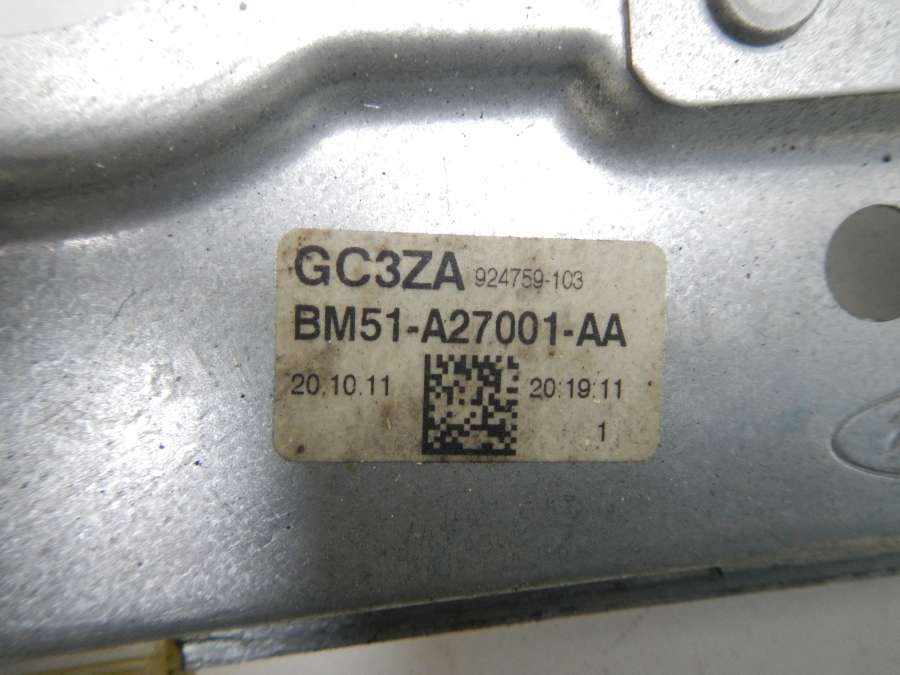 GC3ZA 924759-103
BM51-A27001-AA
20.10.11 20:19:11
1